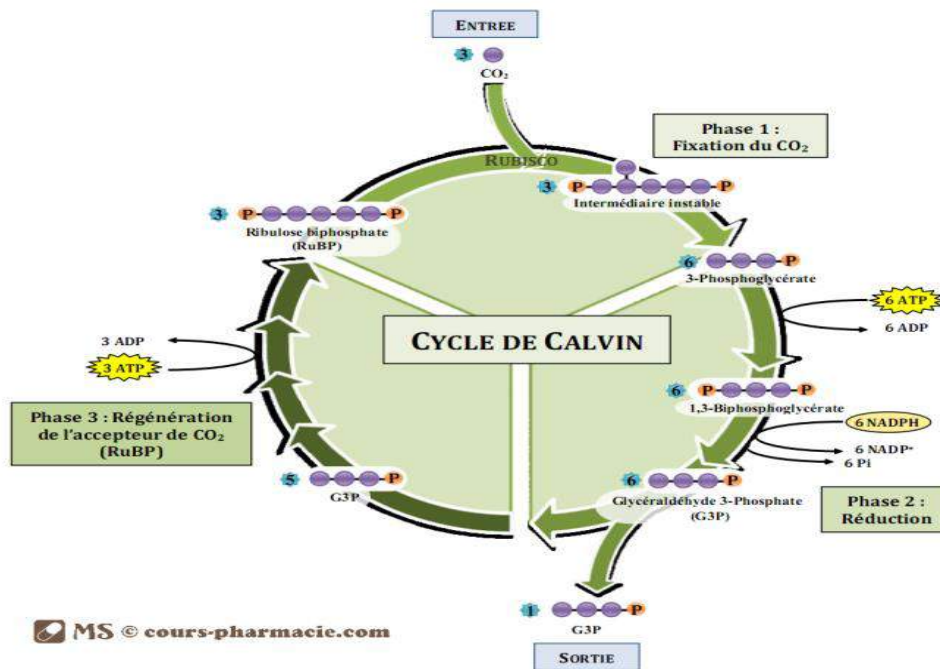 ENTREE
3
CO₂
Phase 1 :
Fixation du CO₂
RUBISCO
3 P P
Intermédiaire instable
3 P P
Ribulose biphosphate
(RuBP)
6 P
3-Phosphoglycérate
6 ATP
6 ADP
CYCLE DE CALVIN
3 ADP
3 ATP
6 P P
1,3-Biphosphoglycérate
Phase 3 : Régénération
de l'accepteur de CO₂
(RuBP)
6 NADPH
6 NADP⁺
6 Pi
5 P
G3P
6 P
Glycéraldéhyde 3-Phosphate
(G3P)
Phase 2 :
Réduction
1 P
G3P
MS © cours-pharmacie.com
SORTIE